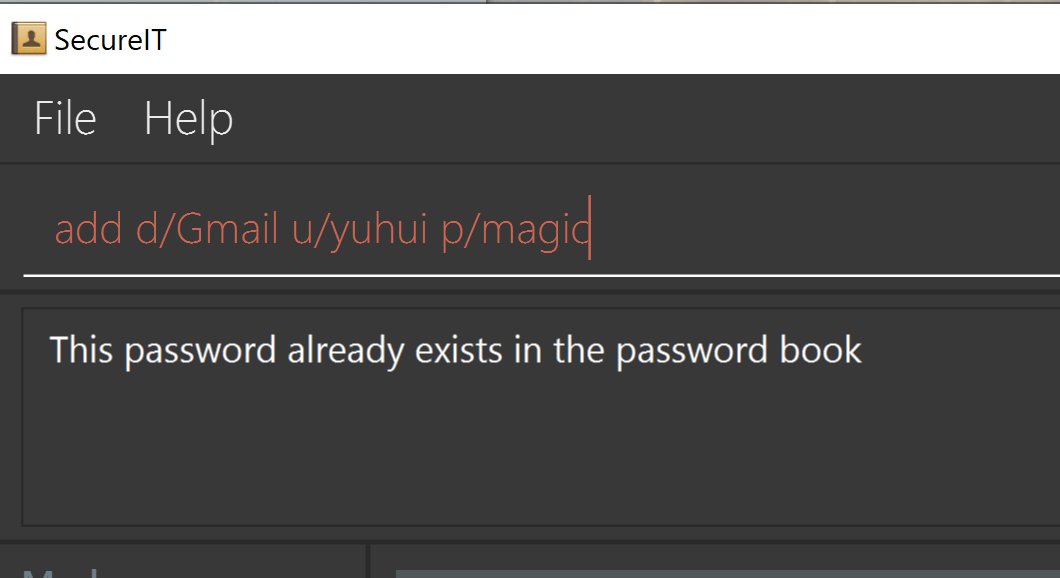 SecureIT
File Help
add d/Gmail u/yuhui p/magic
This password already exists in the password book